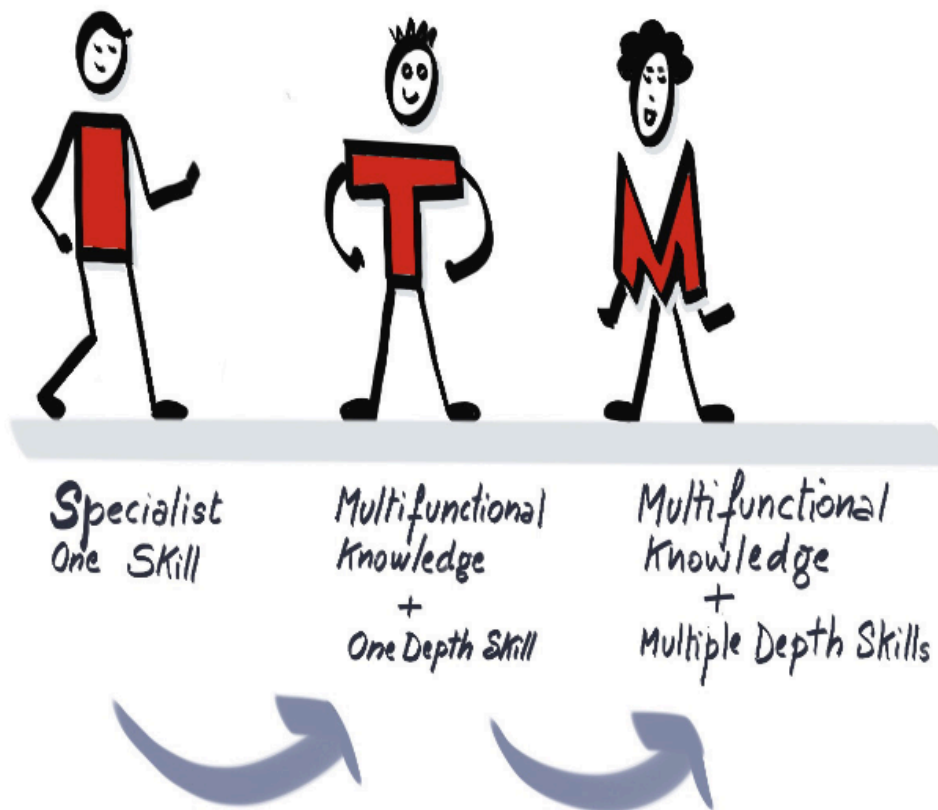 T
M
Specialist
One Skill
Multifunctional
Knowledge
+
One Depth Skill
Multifunctional
Knowledge
+
Multiple Depth Skills